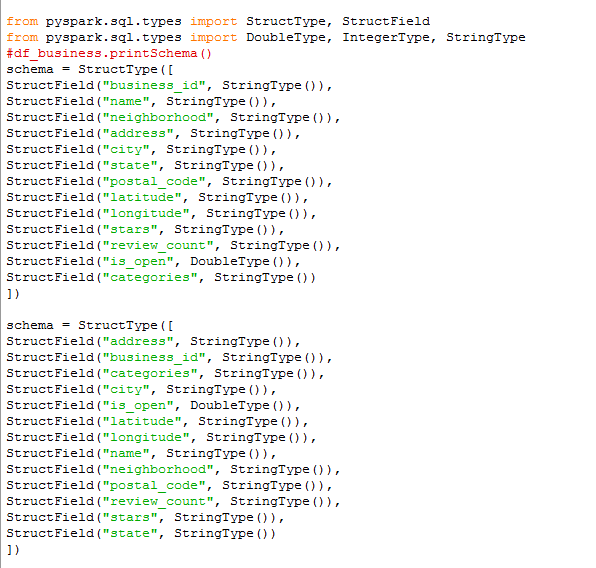 from pyspark.sql.types import StructType, StructField
from pyspark.sql.types import DoubleType, IntegerType, StringType
#df_business.printSchema()
schema = StructType([
StructField("business_id", StringType()),
StructField("name", StringType()),
StructField("neighborhood", StringType()),
StructField("address", StringType()),
StructField("city", StringType()),
StructField("state", StringType()),
StructField("postal_code", StringType()),
StructField("latitude", StringType()),
StructField("longitude", StringType()),
StructField("stars", StringType()),
StructField("review_count", StringType()),
StructField("is_open", DoubleType()),
StructField("categories", StringType())
])
schema = StructType([
StructField("address", StringType()),
StructField("business_id", StringType()),
StructField("categories", StringType()),
StructField("city", StringType()),
StructField("is_open", DoubleType()),
StructField("latitude", StringType()),
StructField("longitude", StringType()),
StructField("name", StringType()),
StructField("neighborhood", StringType()),
StructField("postal_code", StringType()),
StructField("review_count", StringType()),
StructField("stars", StringType()),
StructField("state", StringType())
])